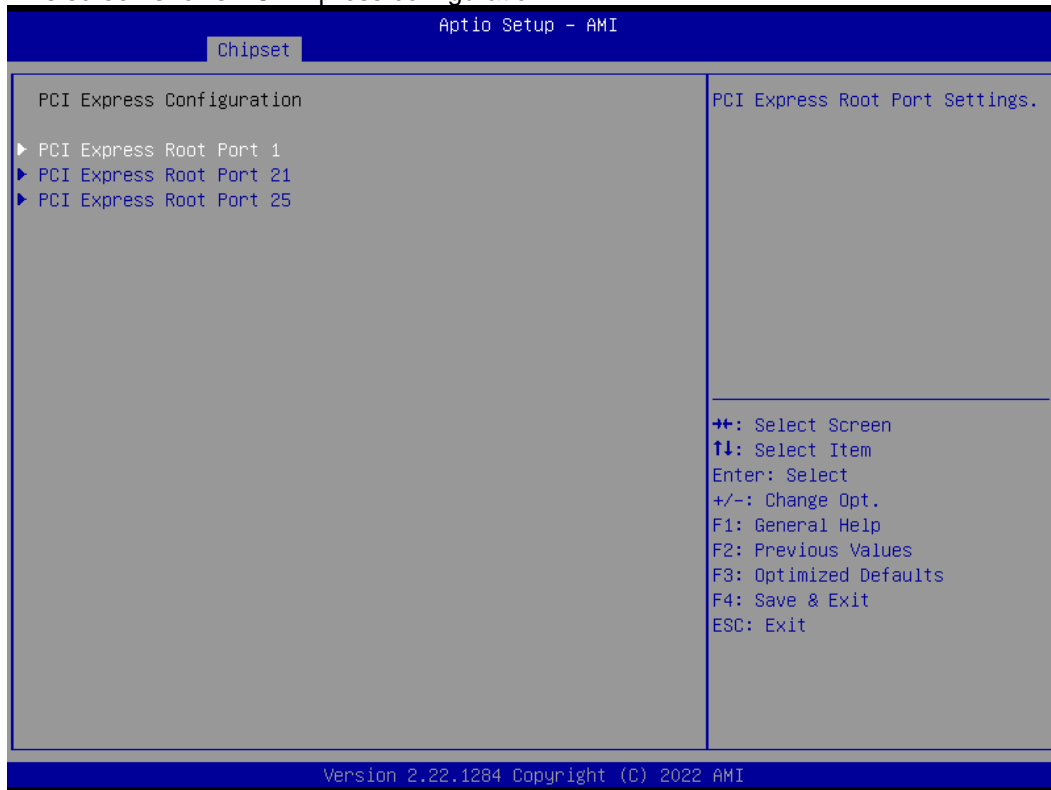 Aptio Setup – AMI
Chipset
PCI Express Configuration
▶ PCI Express Root Port 1
▶ PCI Express Root Port 21
▶ PCI Express Root Port 25
PCI Express Root Port Settings.
→←: Select Screen
↑↓: Select Item
Enter: Select
+/-: Change Opt.
F1: General Help
F2: Previous Values
F3: Optimized Defaults
F4: Save & Exit
ESC: Exit
Version 2.22.1284 Copyright (C) 2022 AMI